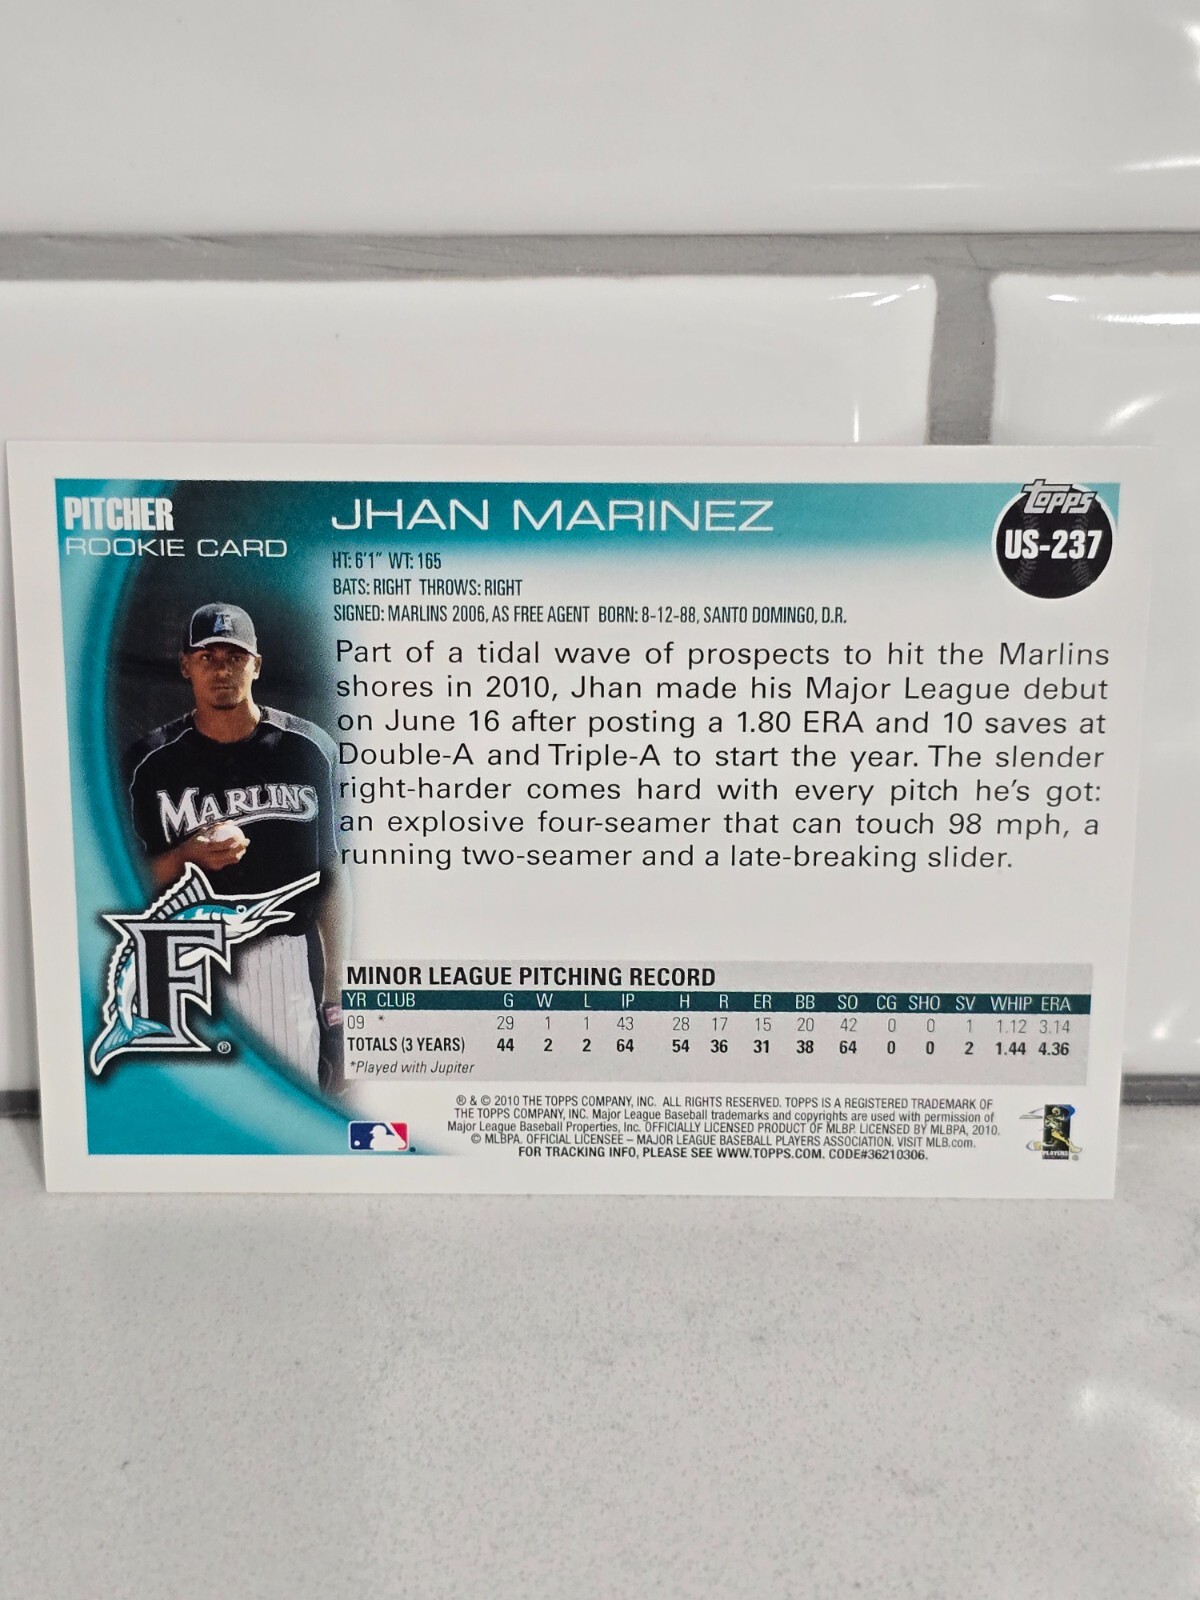 PITCHER
ROOKIE CARD
JHAN MARINEZ
Topps
US-237
HT: 6'1" WT: 165
BATS: RIGHT THROWS: RIGHT
SIGNED: MARLINS 2006, AS FREE AGENT BORN: 8-12-88, SANTO DOMINGO, D.R.
Part of a tidal wave of prospects to hit the Marlins
shores in 2010, Jhan made his Major League debut
on June 16 after posting a 1.80 ERA and 10 saves at
Double-A and Triple-A to start the year. The slender
right-harder comes hard with every pitch he's got:
an explosive four-seamer that can touch 98 mph, a
running two-seamer and a late-breaking slider.
F
MARLINS
F ®
MINOR LEAGUE PITCHING RECORD
YR CLUB G W L IP H R ER BB SO CG SHO SV WHIP ERA
09 * 29 1 1 43 28 17 15 20 42 0 0 1 1.12 3.14
TOTALS (3 YEARS) 44 2 2 64 54 36 31 38 64 0 0 2 1.44 4.36
*Played with Jupiter
® & © 2010 THE TOPPS COMPANY, INC. ALL RIGHTS RESERVED. TOPPS IS A REGISTERED TRADEMARK OF
THE TOPPS COMPANY, INC. Major League Baseball trademarks and copyrights are used with permission of
Major League Baseball Properties, Inc. OFFICIALLY LICENSED PRODUCT OF MLBP. LICENSED BY MLBPA, 2010.
© MLBPA. OFFICIAL LICENSEE – MAJOR LEAGUE BASEBALL PLAYERS ASSOCIATION. VISIT MLB.com.
FOR TRACKING INFO, PLEASE SEE WWW.TOPPS.COM. CODE#36210306.
PLAYERS